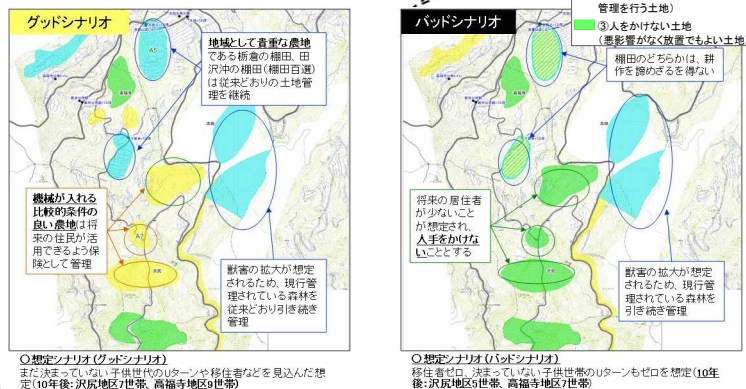 グッドシナリオ
A5
地域として貴重な農地
である栃倉の棚田、田
沢沖の棚田(棚田百選)
は従来どおりの土地管
理を継続
機械が入れる
比較的条件の
良い農地は将
来の住民が活
用できるよう保
険として管理
A7
獣害の拡大が想定
されるため、現行管
理されている森林を
従来どおり引き続き
管理
〇想定シナリオ(グッドシナリオ)
まだ決まっていない子供世代のUターンや移住者などを見込んだ想
定(10年後:沢尻地区7世帯、高福寺地区9世帯)
バッドシナリオ
管理を行う土地)
③人をかけない土地
(悪影響がなく放置でもよい土地
棚田のどちらかは、耕
作を諦めざるを得ない
将来の居住者
が少ないこと
が想定され、
人手をかけな
いこととする
獣害の拡大が想定
されるため、現行管
理されている森林を
引き続き管理
〇想定シナリオ(バッドシナリオ)
移住者ゼロ、決まっていない子供世帯のUターンもゼロを想定(10年
後:沢尻地区5世帯、高福寺地区7世帯)